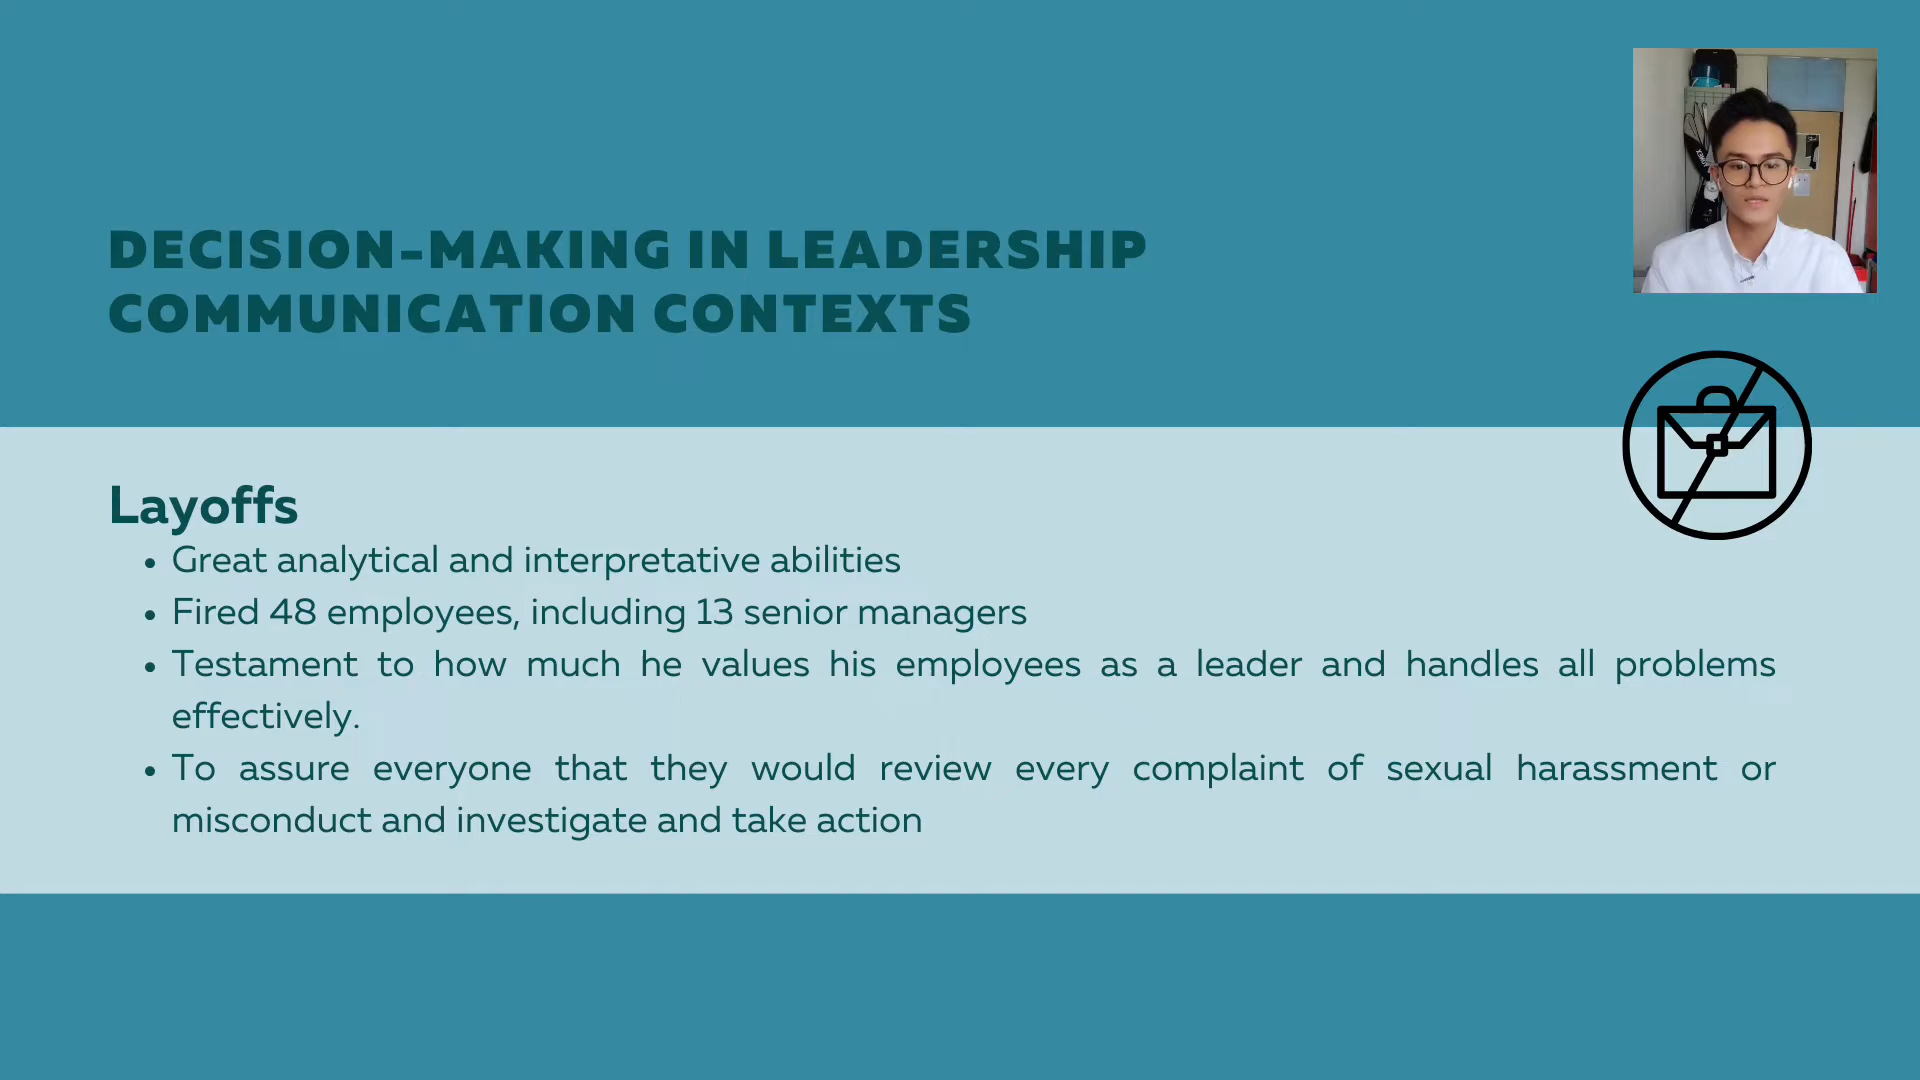 DECISION-MAKING IN LEADERSHIP
COMMUNICATION CONTEXTS
Layoffs
• Great analytical and interpretative abilities
• Fired 48 employees, including 13 senior managers
• Testament to how much he values his employees as a leader and handles all problems
effectively.
• To assure everyone that they would review every complaint of sexual harassment or
misconduct and investigate and take action